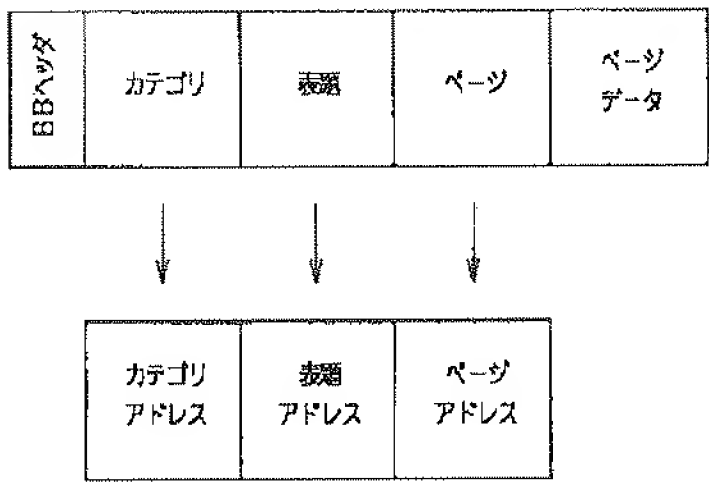 BBヘッダ
カテゴリ
表題
ページ
ページ
データ
カテゴリ
アドレス
表題
アドレス
ページ
アドレス